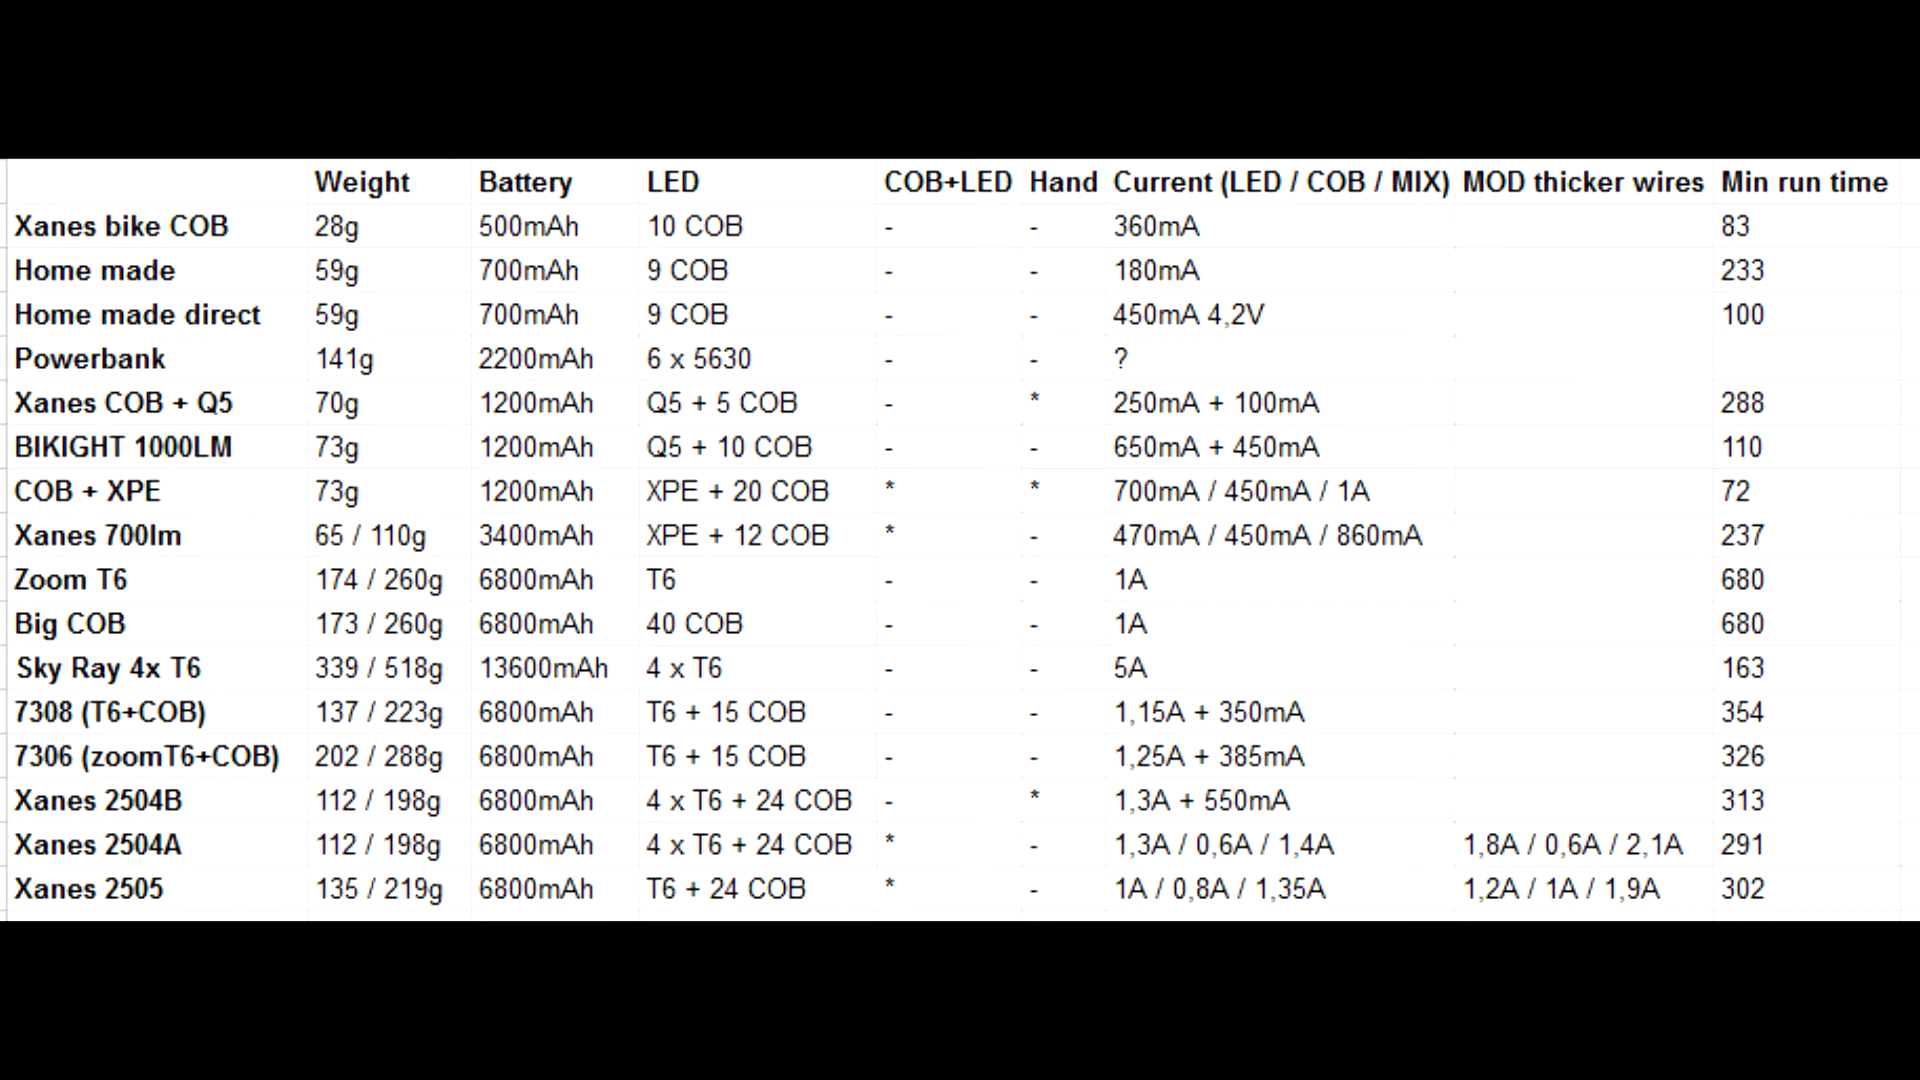 Weight Battery LED COB+LED Hand Current (LED / COB / MIX) MOD thicker wires Min run time
Xanes bike COB 28g 500mAh 10 COB - - 360mA 83
Home made 59g 700mAh 9 COB - - 180mA 233
Home made direct 59g 700mAh 9 COB - - 450mA 4,2V 100
Powerbank 141g 2200mAh 6 x 5630 - - ?
Xanes COB + Q5 70g 1200mAh Q5 + 5 COB - * 250mA + 100mA 288
BIKIGHT 1000LM 73g 1200mAh Q5 + 10 COB - - 650mA + 450mA 110
COB + XPE 73g 1200mAh XPE + 20 COB * * 700mA / 450mA / 1A 72
Xanes 700lm 65 / 110g 3400mAh XPE + 12 COB * - 470mA / 450mA / 860mA 237
Zoom T6 174 / 260g 6800mAh T6 - - 1A 680
Big COB 173 / 260g 6800mAh 40 COB - - 1A 680
Sky Ray 4x T6 339 / 518g 13600mAh 4 x T6 - - 5A 163
7308 (T6+COB) 137 / 223g 6800mAh T6 + 15 COB - - 1,15A + 350mA 354
7306 (zoomT6+COB) 202 / 288g 6800mAh T6 + 15 COB - - 1,25A + 385mA 326
Xanes 2504B 112 / 198g 6800mAh 4 x T6 + 24 COB - * 1,3A + 550mA 313
Xanes 2504A 112 / 198g 6800mAh 4 x T6 + 24 COB * - 1,3A / 0,6A / 1,4A 1,8A / 0,6A / 2,1A 291
Xanes 2505 135 / 219g 6800mAh T6 + 24 COB * - 1A / 0,8A / 1,35A 1,2A / 1A / 1,9A 302